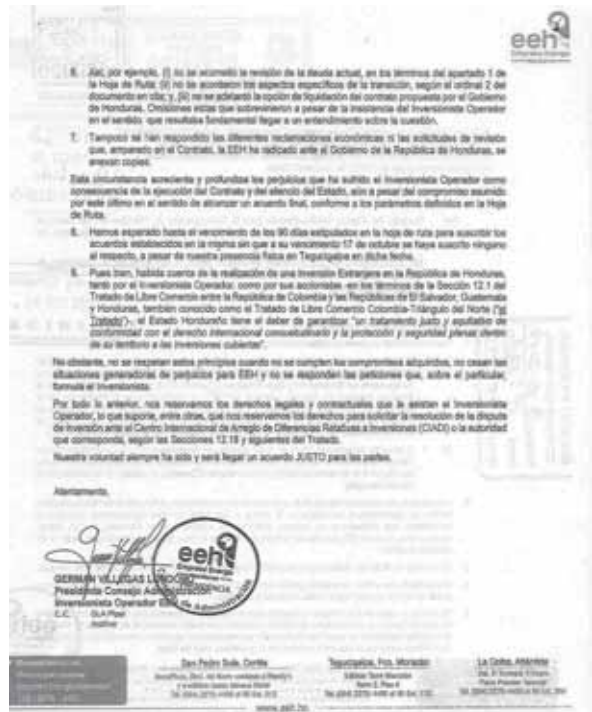 eeh
Empresa Energía
6. Así, por ejemplo, (i) no se acometió la revisión de la deuda actual, en los términos del apartado 1 de
la Hoja de Ruta; (ii) no se acordaron los aspectos específicos de la transición, según el ordinal 2 del
documento en cita; y, (iii) no se adelantó la opción de liquidación del contrato propuesta por el Gobierno
de Honduras. Omisiones estas que sobrevinieron a pesar de la insistencia del Inversionista Operador
en el sentido que resultaba fundamental llegar a un entendimiento sobre la cuestión.
7. Tampoco se han respondido las diferentes reclamaciones económicas ni las solicitudes de revisión
que, amparado en el Contrato, la EEH ha radicado ante el Gobierno de la República de Honduras, se
anexan copias.
Esta circunstancia acrecienta y profundiza los perjuicios que ha sufrido el Inversionista Operador como
consecuencia de la ejecución del Contrato y del silencio del Estado, aún a pesar del compromiso asumido
por este último en el sentido de alcanzar un acuerdo final, conforme a los parámetros definidos en la Hoja
de Ruta.
8. Hemos esperado hasta el vencimiento de los 90 días estipulados en la hoja de ruta para suscribir los
acuerdos establecidos en la misma sin que a su vencimiento 17 de octubre se haya suscrito ninguno
al respecto, a pesar de nuestra presencia física en Tegucigalpa en dicha fecha.
9. Pues bien, habida cuenta de la realización de una Inversión Extranjera en la República de Honduras,
tanto por el Inversionista Operador, como por sus accionistas, en los términos de la Sección 12.1 del
Tratado de Libre Comercio entre la República de Colombia y las Repúblicas de El Salvador, Guatemala
y Honduras, también conocido como el Tratado de Libre Comercio Colombia-Triángulo del Norte ("el
Tratado")-, el Estado Hondureño tiene el deber de garantizar "un tratamiento justo y equitativo de
conformidad con el derecho internacional consuetudinario y la protección y seguridad plenas dentro
de su territorio a las inversiones cubiertas".
No obstante, no se respetan estos principios cuando no se cumplen los compromisos adquiridos, no cesan las
situaciones generadoras de perjuicios para EEH y no se responden las peticiones que, sobre el particular,
formula el Inversionista.
Por todo lo anterior, nos reservamos los derechos legales y contractuales que le asisten al Inversionista
Operador, lo que supone, entre otras, que nos reservemos los derechos para solicitar la resolución de la disputa
de inversión ante el Centro Internacional de Arreglo de Diferencias Relativas a Inversiones (CIADI) o la autoridad
que corresponda, según las Secciones 12.18 y siguientes del Tratado.
Nuestra voluntad siempre ha sido y será llegar un acuerdo JUSTO para las partes.
Atentamente,
eeh
Empresa Energía
GERMAN VILLEGAS
Presidente Consejo Administración
Inversionista Operador
C.C. DLA Piper
San Pedro Sula, Cortés
Tegucigalpa, Fco. Morazán
La Ceiba, Atlántida
www.eeh.hn